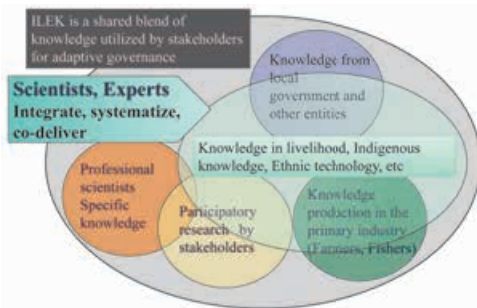 ILEK is a shared blend of
knowledge utilized by stakeholders
for adaptive governance
Scientists, Experts
Integrate, systematize,
co-deliver
Knowledge from
local
government and
other entities
Knowledge in livelihood, Indigenous
knowledge, Ethnic technology, etc
Professional
scientists
Specific
knowledge
Participatory
research by
stakeholders
Knowledge
production in the
primary industry
(Farmers, Fishers)